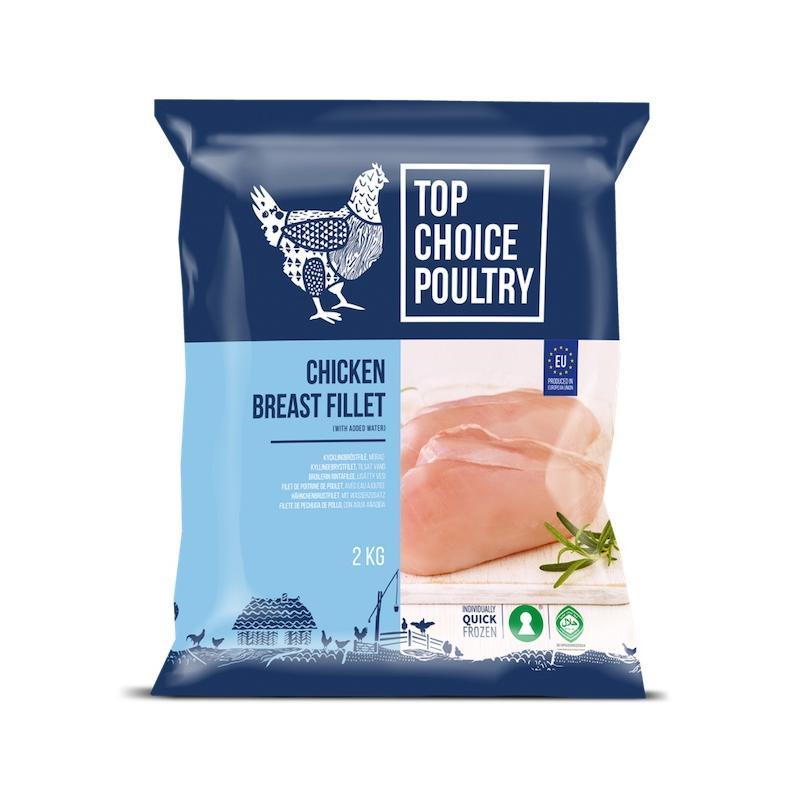 TOP
CHOICE
POULTRY
EU
PRODUCED IN
EUROPEAN UNION
CHICKEN
BREAST FILLET
(WITH ADDED WATER)
KYCKLINGBRÖSTFILÉ,
KYLLINGEBRYSTFILET, TILSAT VAND
BROILERIN RINTAFILEE, LISÄTTY VESI
FILET DE POITRINE DE POULET, AVEC EAU AJOUTÉE
HÄHNCHENBRUSTFILET, MIT WASSERZUSATZ
FILETE DE PECHUGA DE POLLO, CON AGUA AÑADIDA
2 KG
INDIVIDUALLY
QUICK
FROZEN
®
حلال
HALAL